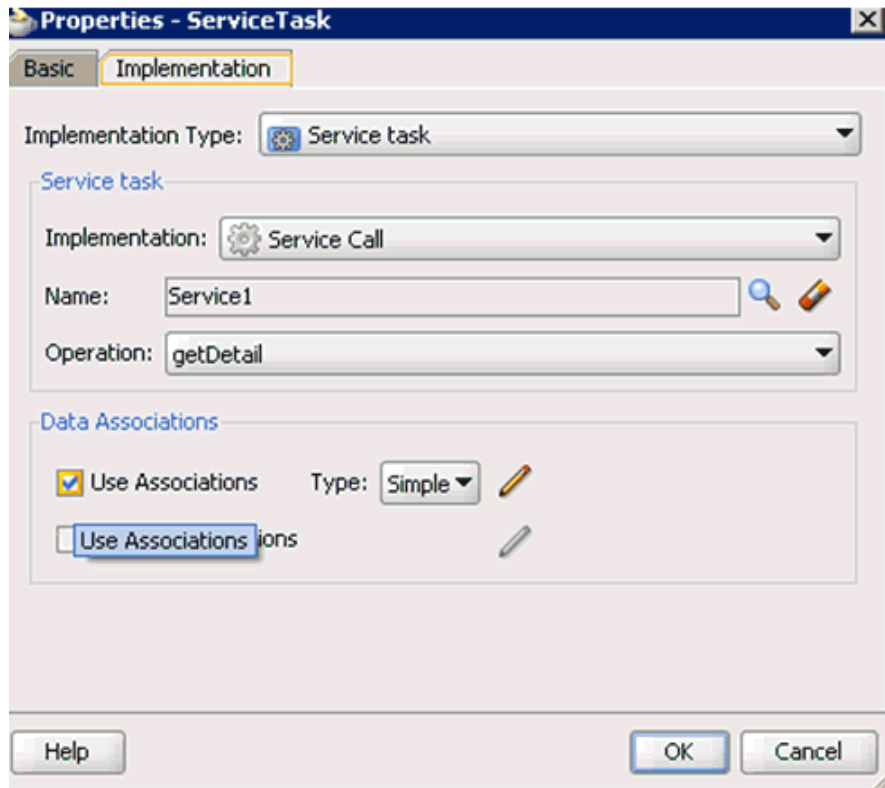 Properties - ServiceTask
Basic Implementation
Implementation Type: Service task
Service task
Implementation: Service Call
Name: Service1
Operation: getDetail
Data Associations
Use Associations Type: Simple
Use Associations ions
Help OK Cancel